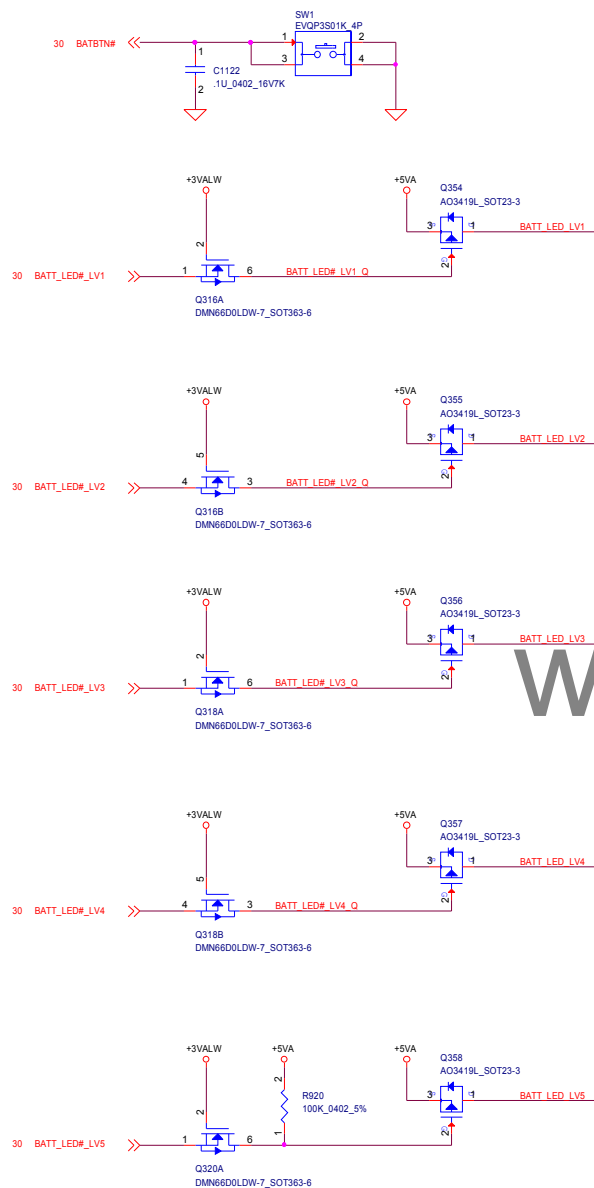 SW1
EVQP3S01K_4P
30 BATBTN#
1
2
3
4
1
C1122
.1U_0402_16V7K
2
+3VALW
+5VA
Q354
AO3419L_SOT23-3
3
1
BATT_LED_LV1
2
G
2
30 BATT_LED#_LV1
1
6
BATT_LED#_LV1_Q
Q316A
DMN66D0LDW-7_SOT363-6
+3VALW
+5VA
Q355
AO3419L_SOT23-3
3
1
BATT_LED_LV2
5
G
2
30 BATT_LED#_LV2
4
3
BATT_LED#_LV2_Q
Q316B
DMN66D0LDW-7_SOT363-6
+3VALW
+5VA
Q356
AO3419L_SOT23-3
3
1
BATT_LED_LV3
2
G
2
W
30 BATT_LED#_LV3
1
6
BATT_LED#_LV3_Q
Q318A
DMN66D0LDW-7_SOT363-6
+3VALW
+5VA
Q357
AO3419L_SOT23-3
3
1
BATT_LED_LV4
5
G
2
30 BATT_LED#_LV4
4
3
BATT_LED#_LV4_Q
Q318B
DMN66D0LDW-7_SOT363-6
+3VALW
+5VA
+5VA
Q358
AO3419L_SOT23-3
3
1
BATT_LED_LV5
2
2
R920
100K_0402_5%
1
G
2
30 BATT_LED#_LV5
1
6
Q320A
DMN66D0LDW-7_SOT363-6